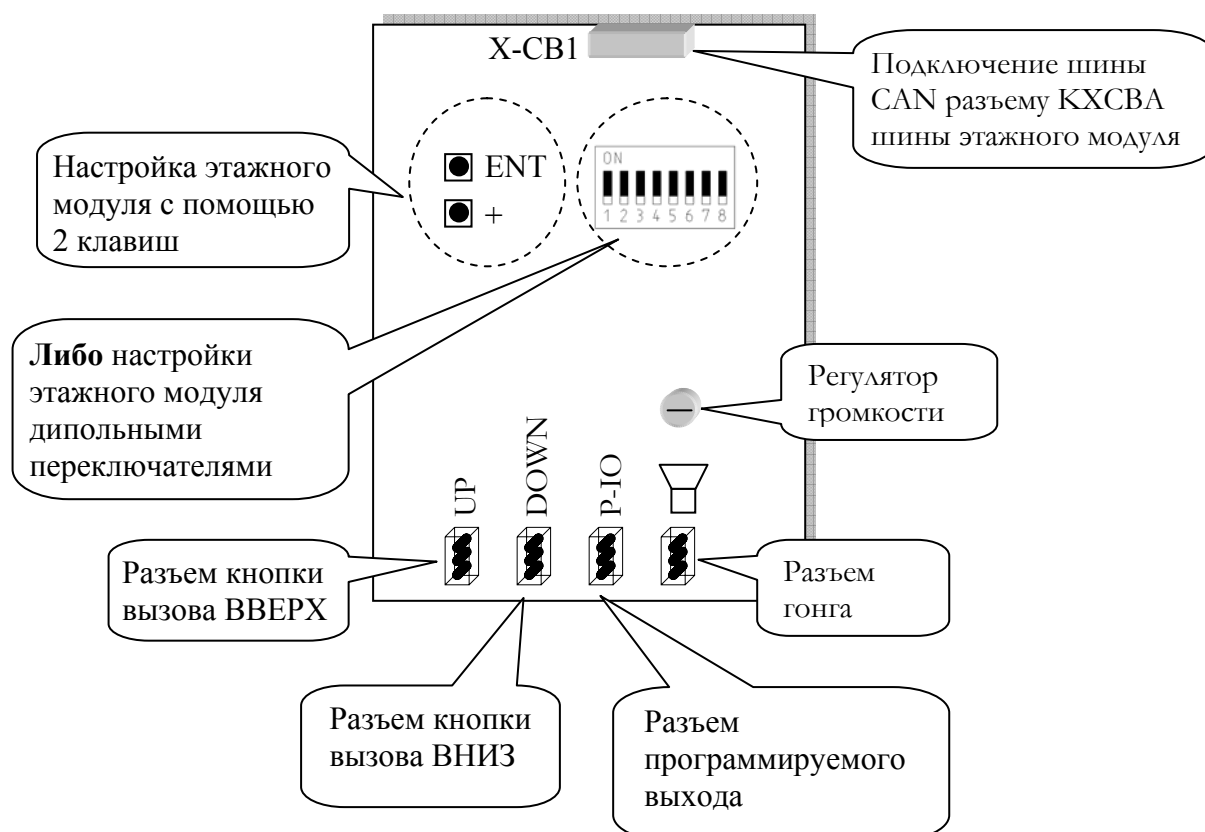 X-CB1
Подключение шины
CAN разъему KXCBA
шины этажного модуля
Настройка этажного
модуля с помощью
2 клавиш
ENT
+
ON
1 2 3 4 5 6 7 8
Либо настройки
этажного модуля
дипольными
переключателями
Регулятор
громкости
UP
DOWN
P-IO
Разъем кнопки
вызова ВВЕРХ
Разъем
гонга
Разъем кнопки
вызова ВНИЗ
Разъем
программируемого
выхода